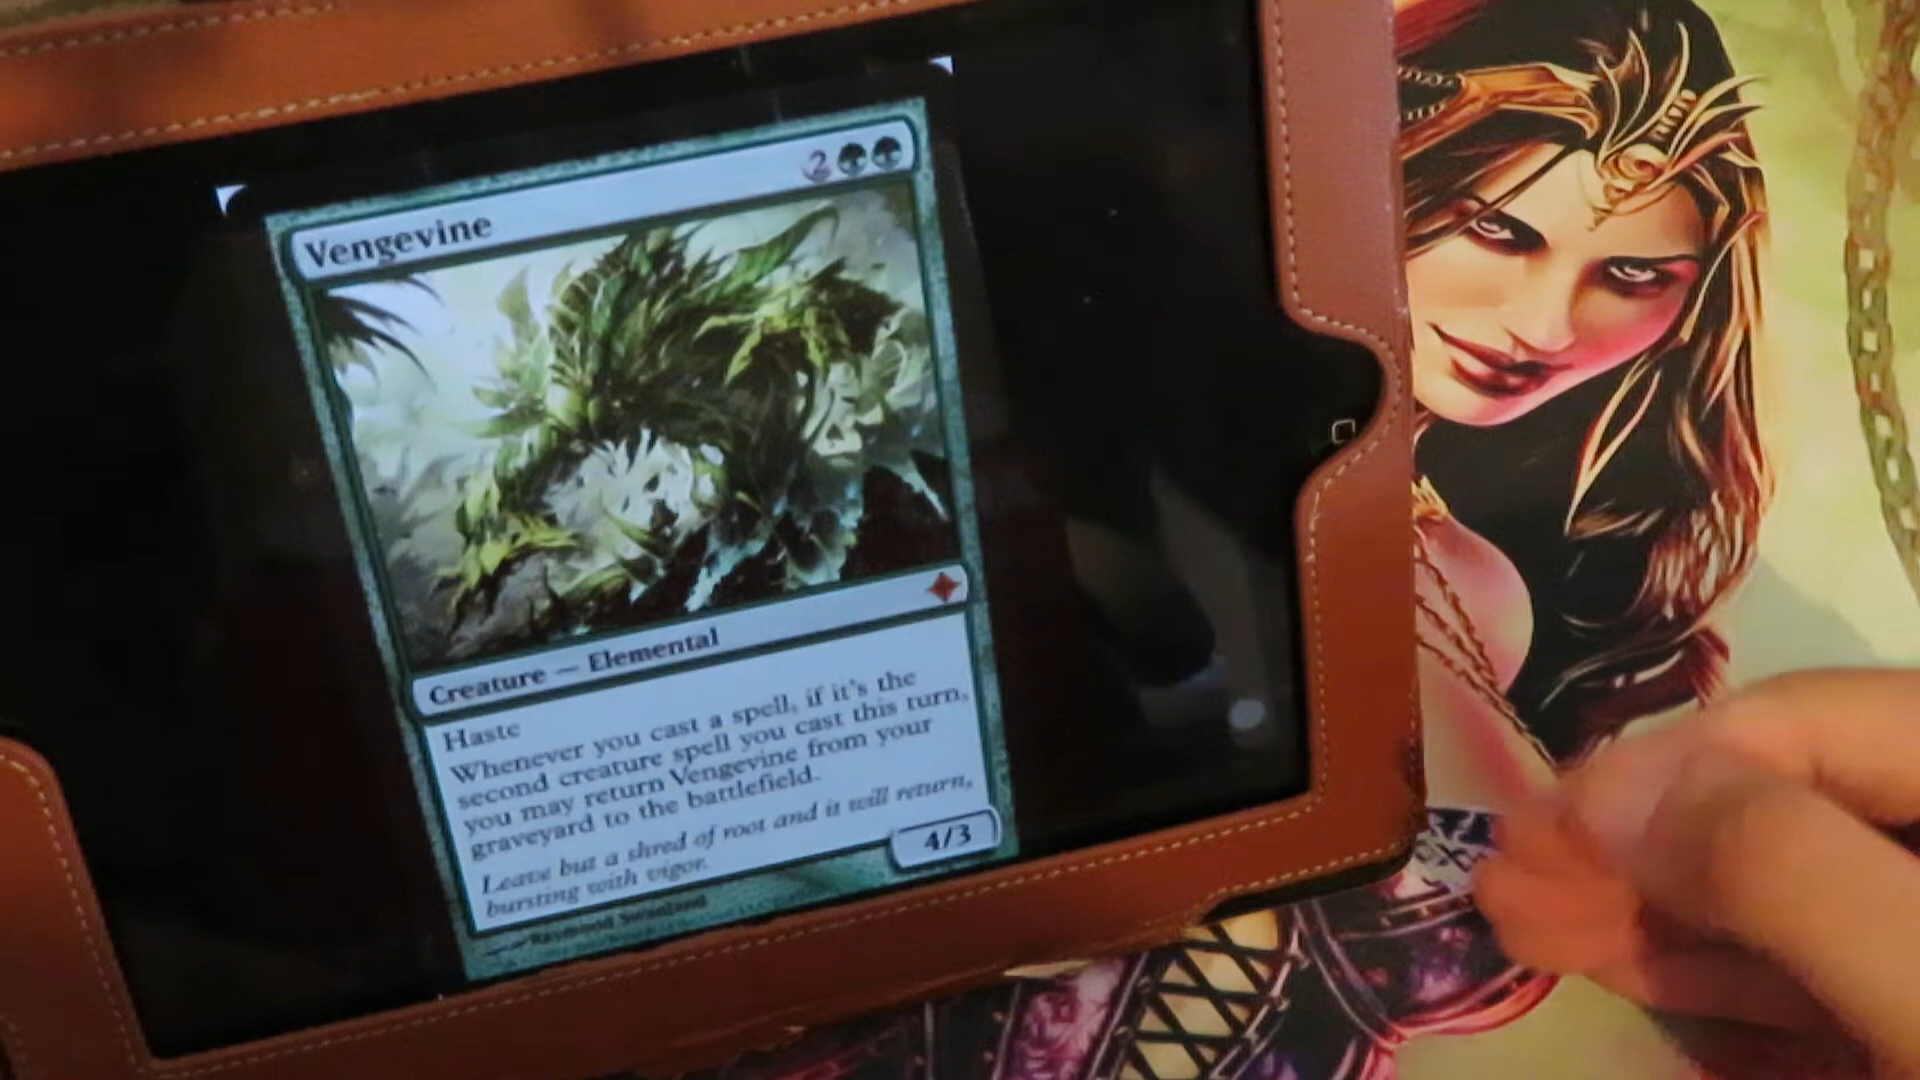 Vengevine 2
Creature — Elemental
Haste
Whenever you cast a spell, if it's the
second creature spell you cast this turn,
you may return Vengevine from your
graveyard to the battlefield.
Leave but a shred of root and it will return,
bursting with vigor.
4/3
Raymond Swanland